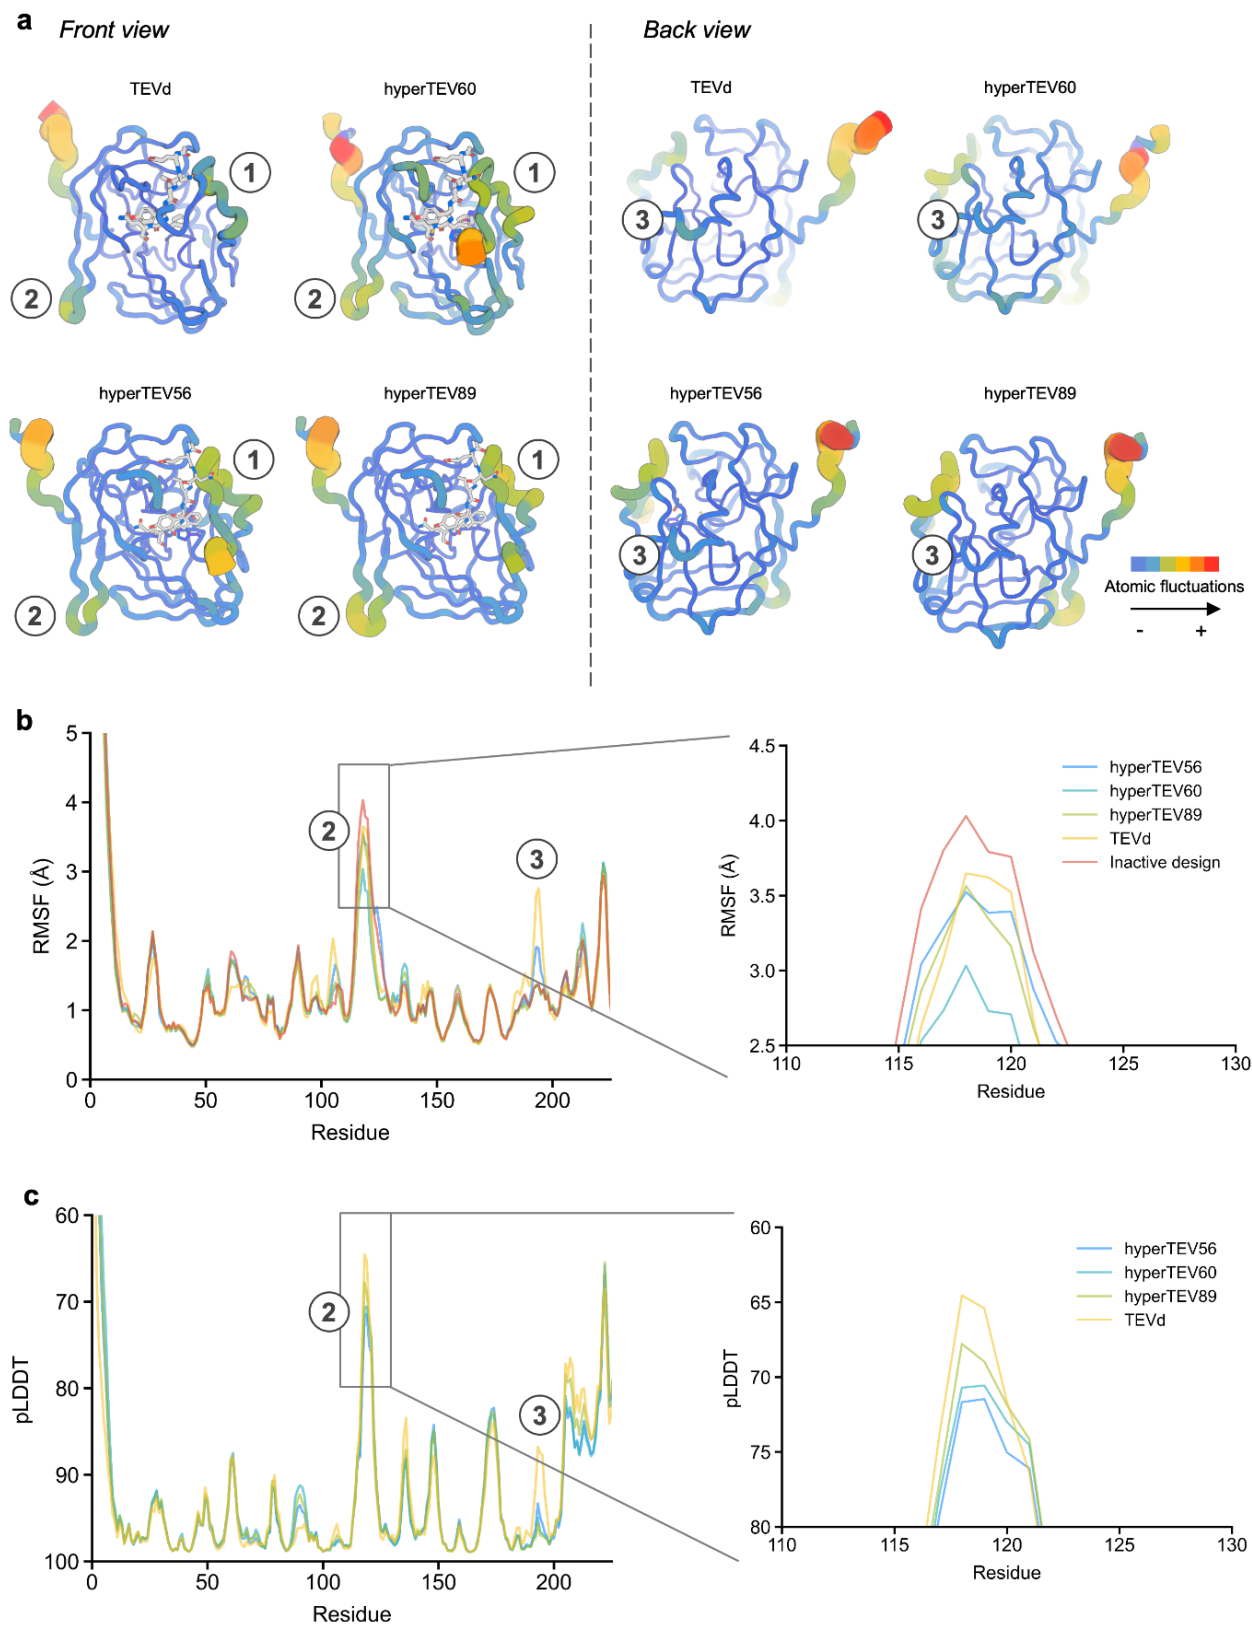 a
Front view
Back view
TEVd
hyperTEV60
TEVd
hyperTEV60
1
1
2
2
3
3
hyperTEV56
hyperTEV89
hyperTEV56
hyperTEV89
1
1
2
2
3
3
Atomic fluctuations
- +
b
5
4
3
2
1
0
RMSF (Å)
0 50 100 150 200
Residue
2
3
4.5
4.0
3.5
3.0
2.5
RMSF (Å)
110 115 120 125 130
Residue
hyperTEV56
hyperTEV60
hyperTEV89
TEVd
Inactive design
c
60
70
80
90
100
pLDDT
0 50 100 150 200
Residue
2
3
60
65
70
75
80
pLDDT
110 115 120 125 130
Residue
hyperTEV56
hyperTEV60
hyperTEV89
TEVd